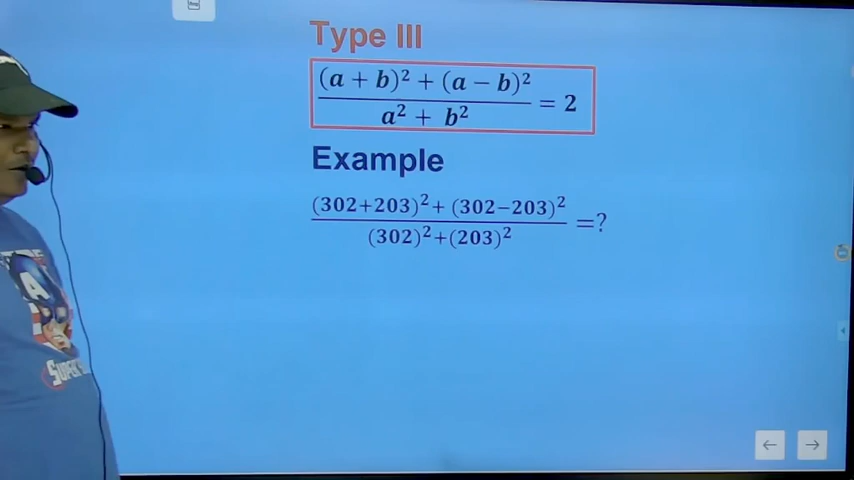 Type III
(a + b)² + (a − b)²
a² + b²
= 2
Example
(302+203)²+ (302−203)²
(302)²+(203)²
=?
A